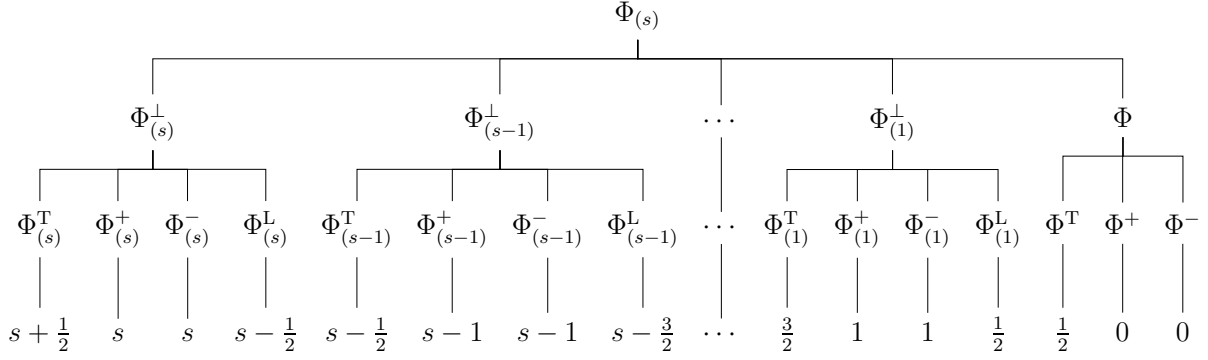 Φ_{(s)}
Φ^⊥_{(s)} Φ^⊥_{(s−1)} ⋯ Φ^⊥_{(1)} Φ
Φ^T_{(s)} Φ^+_{(s)} Φ^−_{(s)} Φ^L_{(s)} Φ^T_{(s−1)} Φ^+_{(s−1)} Φ^−_{(s−1)} Φ^L_{(s−1)} ⋯ Φ^T_{(1)} Φ^+_{(1)} Φ^−_{(1)} Φ^L_{(1)} Φ^T Φ^+ Φ^−
s + 1/2 s s s − 1/2 s − 1/2 s − 1 s − 1 s − 3/2 ⋯ 3/2 1 1 1/2 1/2 0 0